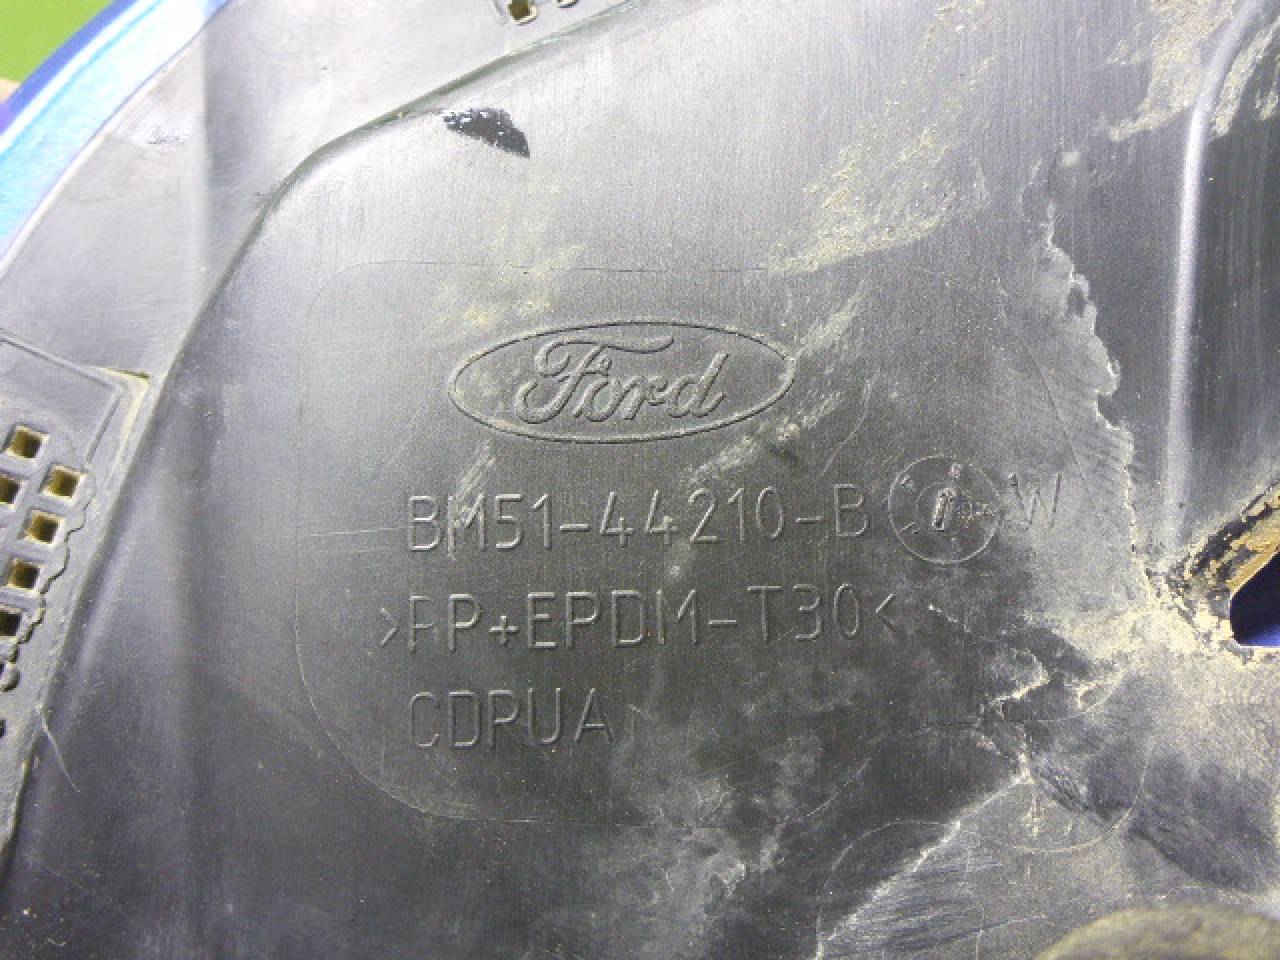 Ford
BM51-44210-B W
>PP+EPDM-T30<
CDPUA